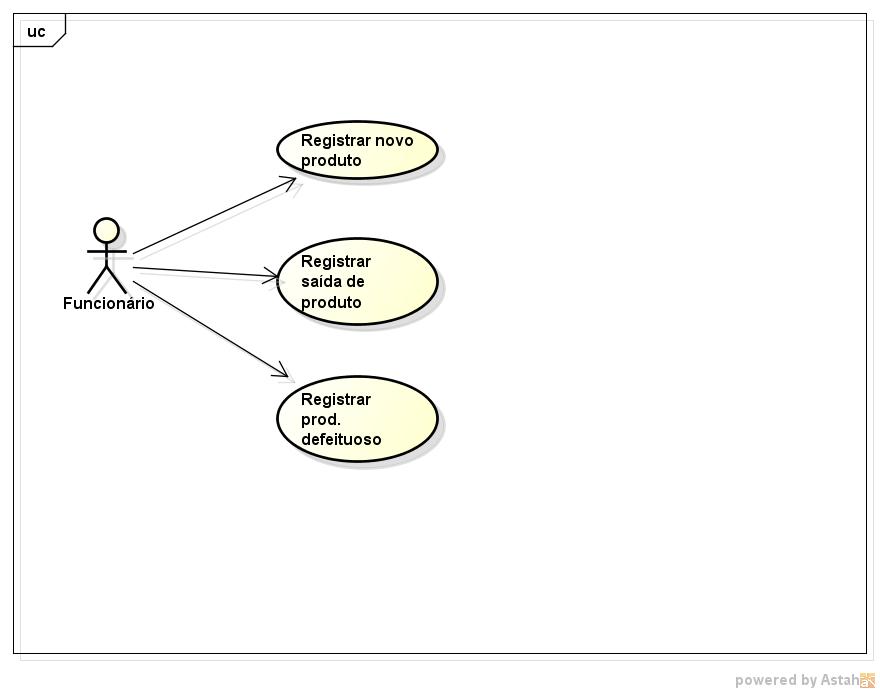 uc
Registrar novo
produto
Registrar
saída de
produto
Funcionário
Registrar
prod.
defeituoso
powered by Astah